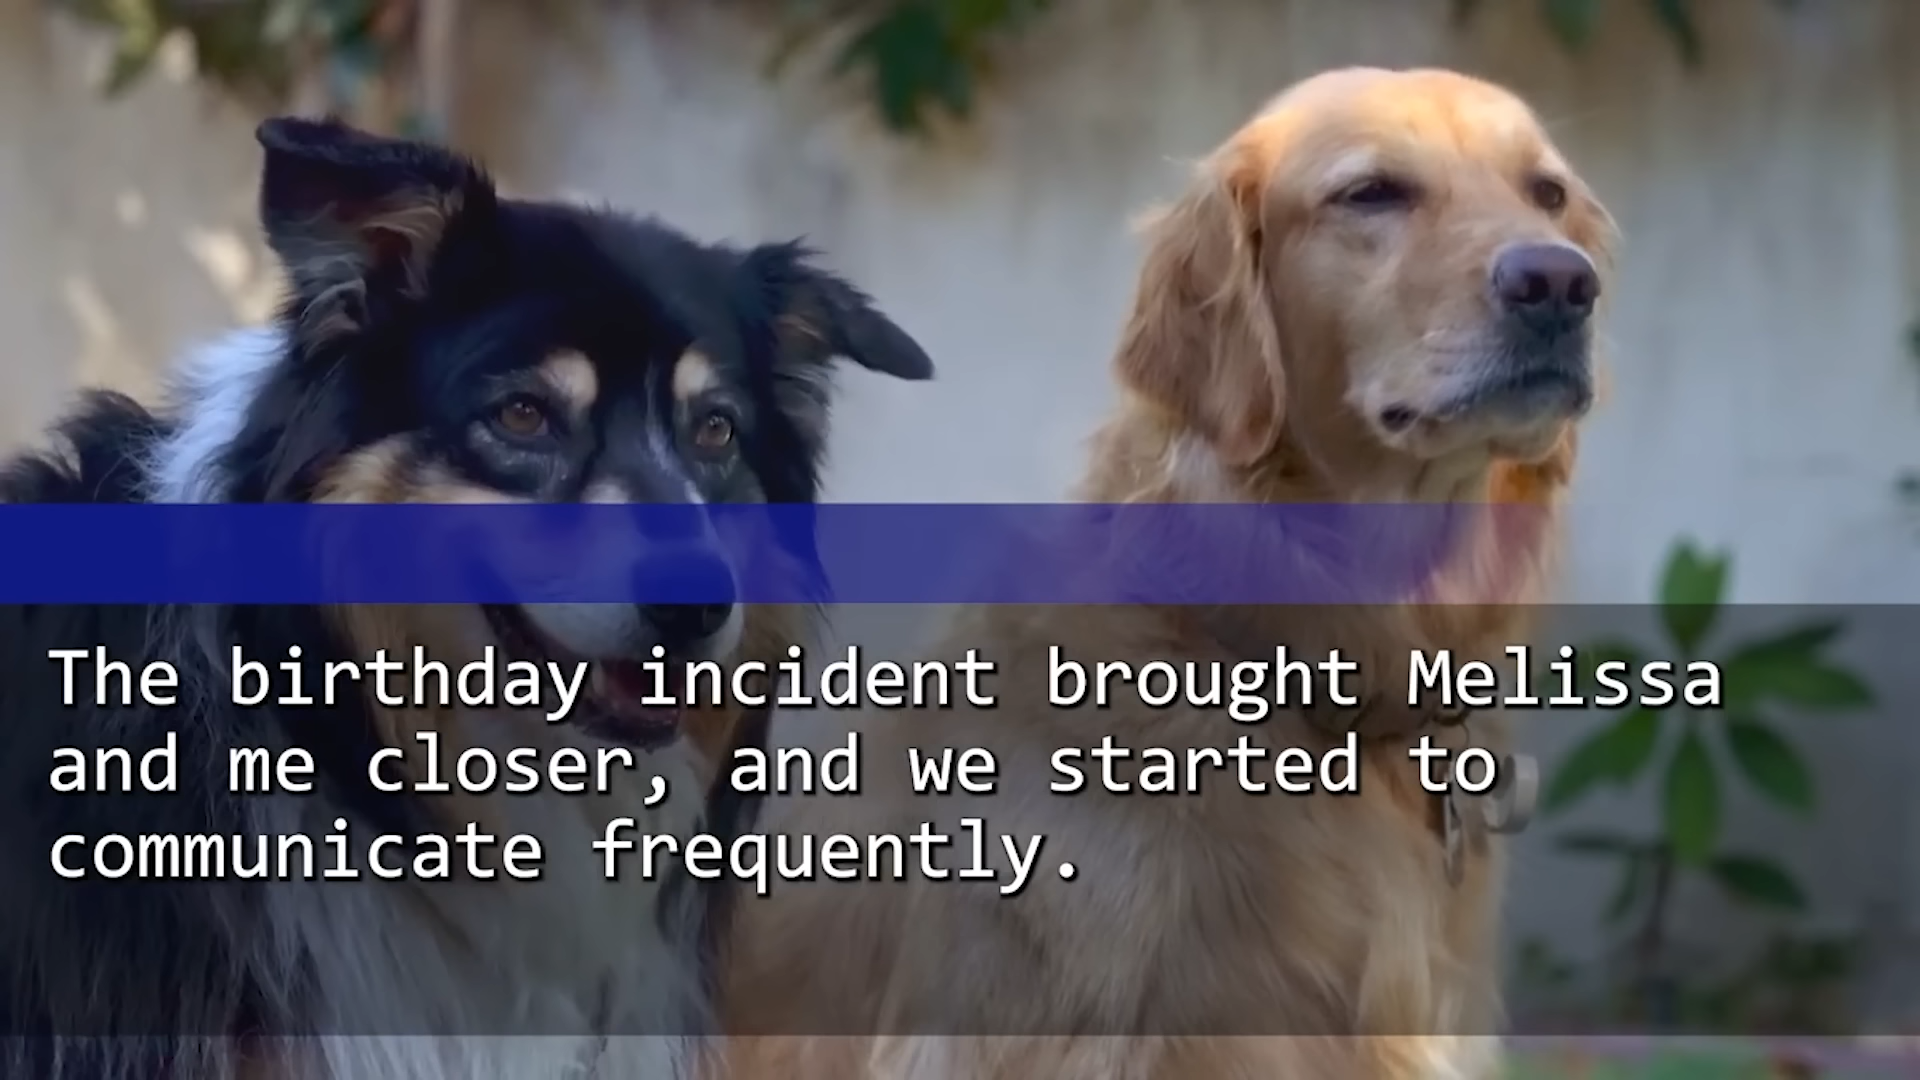 The birthday incident brought Melissa
and me closer, and we started to
communicate frequently.